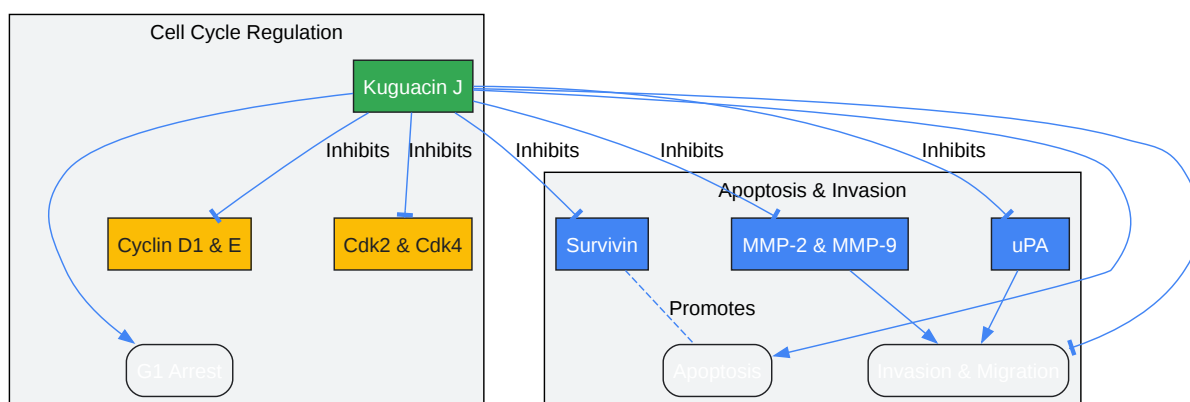 Cell Cycle Regulation
Kuguacin J
Inhibits
Inhibits
Inhibits
Inhibits
Inhibits
Apoptosis & Invasion
Cyclin D1 & E
Cdk2 & Cdk4
Survivin
MMP-2 & MMP-9
uPA
Promotes
G1 Arrest
Apoptosis
Invasion & Migration